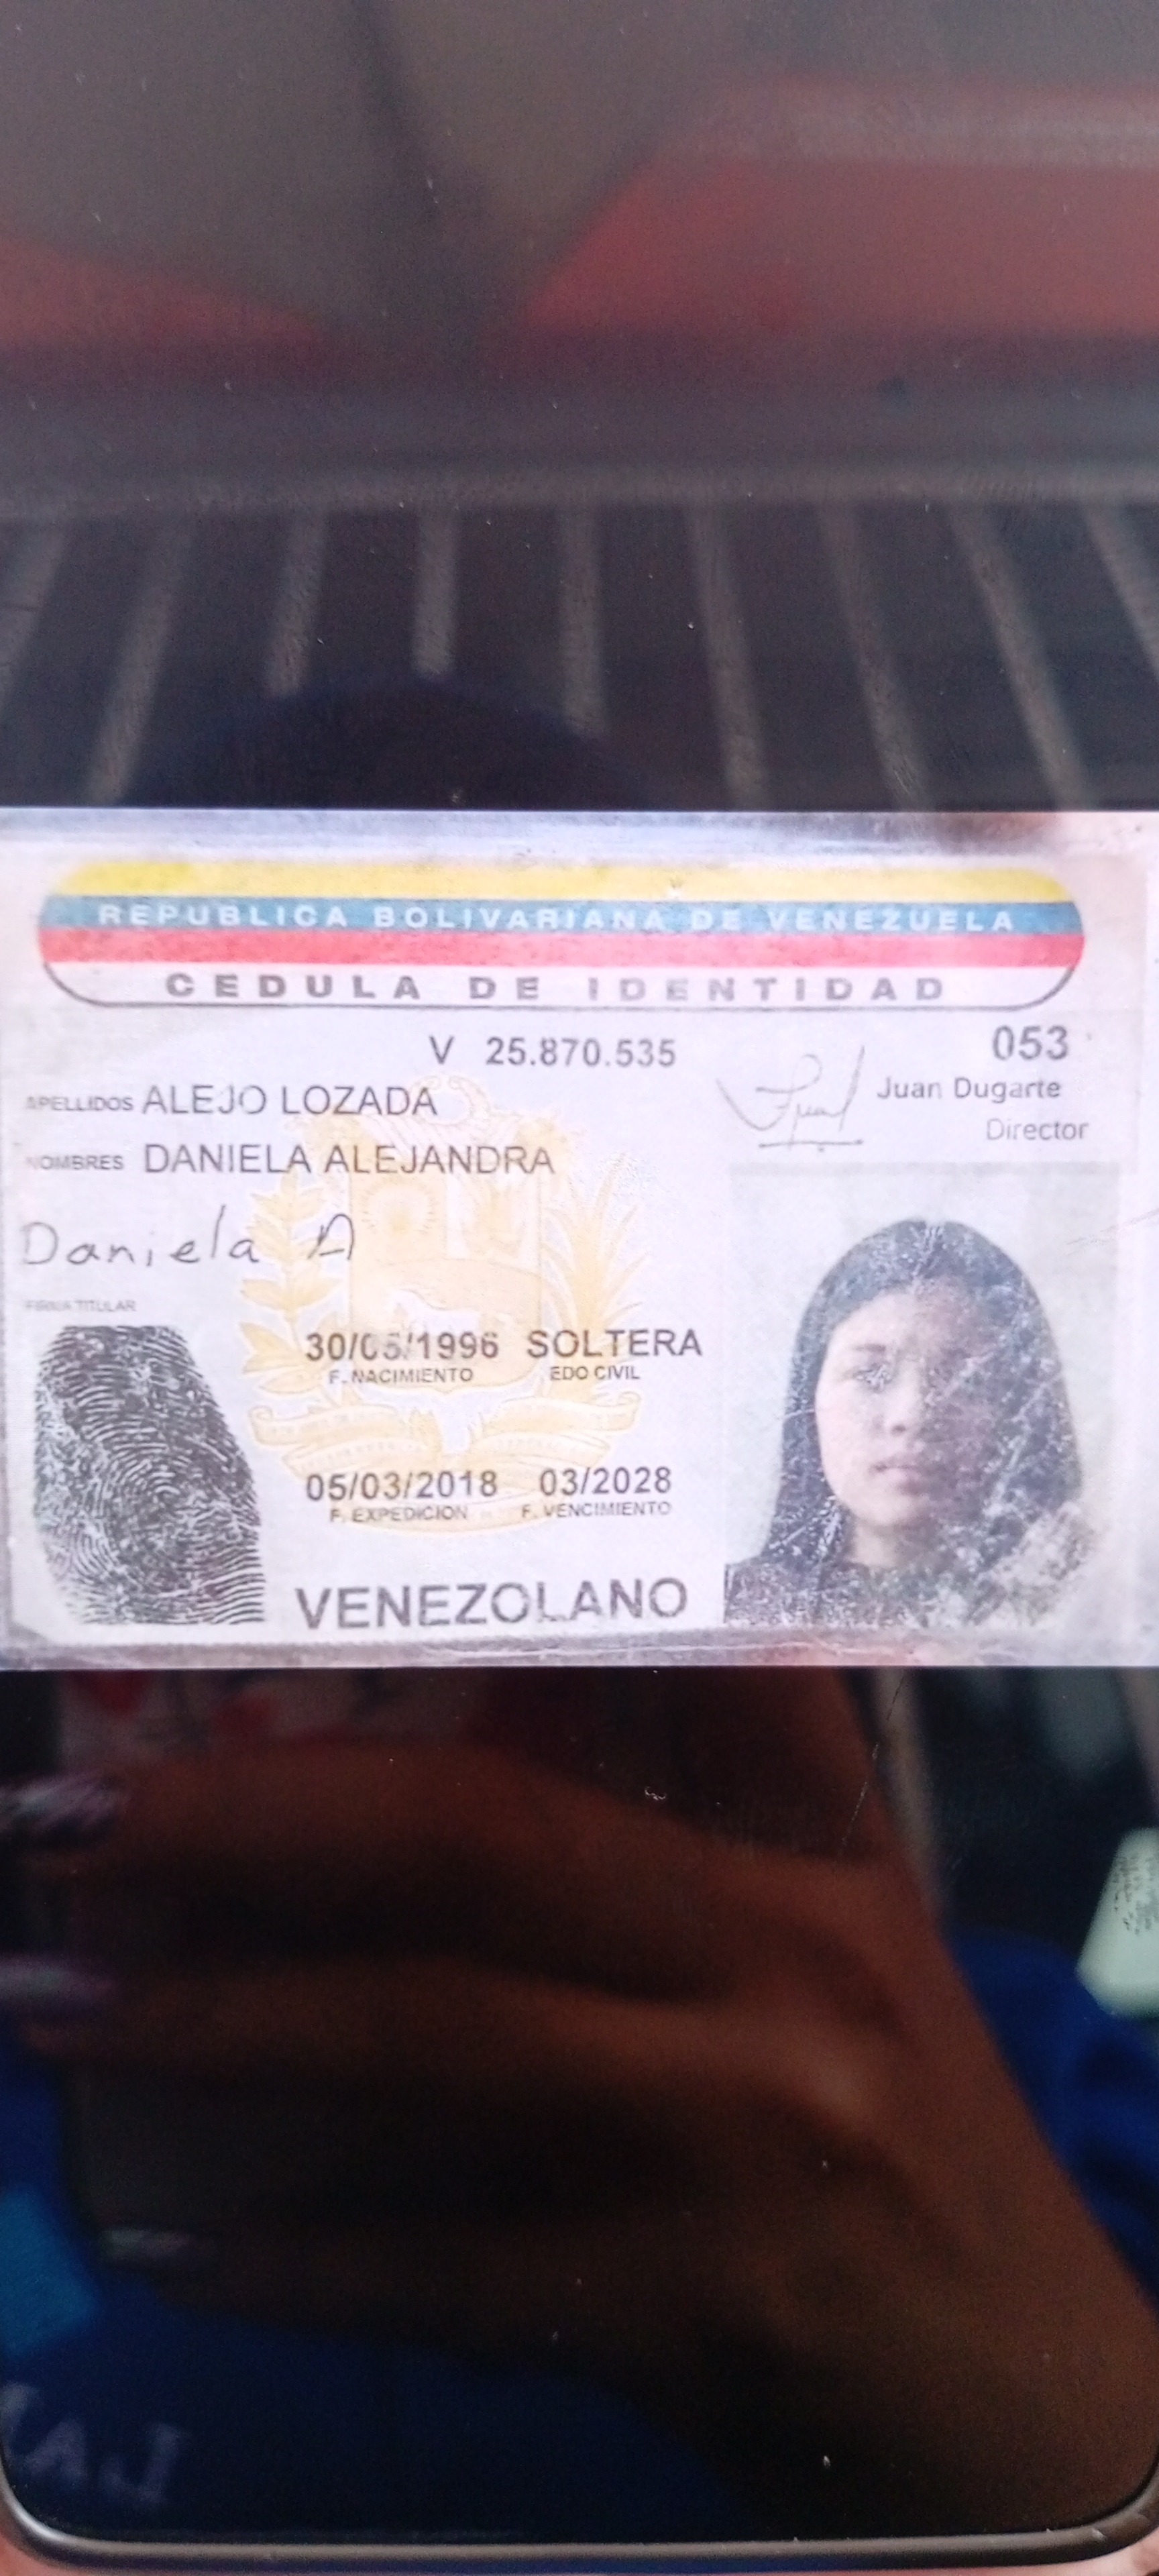 REPUBLICA BOLIVARIANA DE VENEZUELA
CEDULA DE IDENTIDAD
V 25.870.535
053
Juan Dugarte
Director
APELLIDOS ALEJO LOZADA
NOMBRES DANIELA ALEJANDRA
Daniela A
FIRMA TITULAR
30/05/1996 SOLTERA
F. NACIMIENTO EDO CIVIL
05/03/2018 03/2028
F. EXPEDICION F. VENCIMIENTO
VENEZOLANO